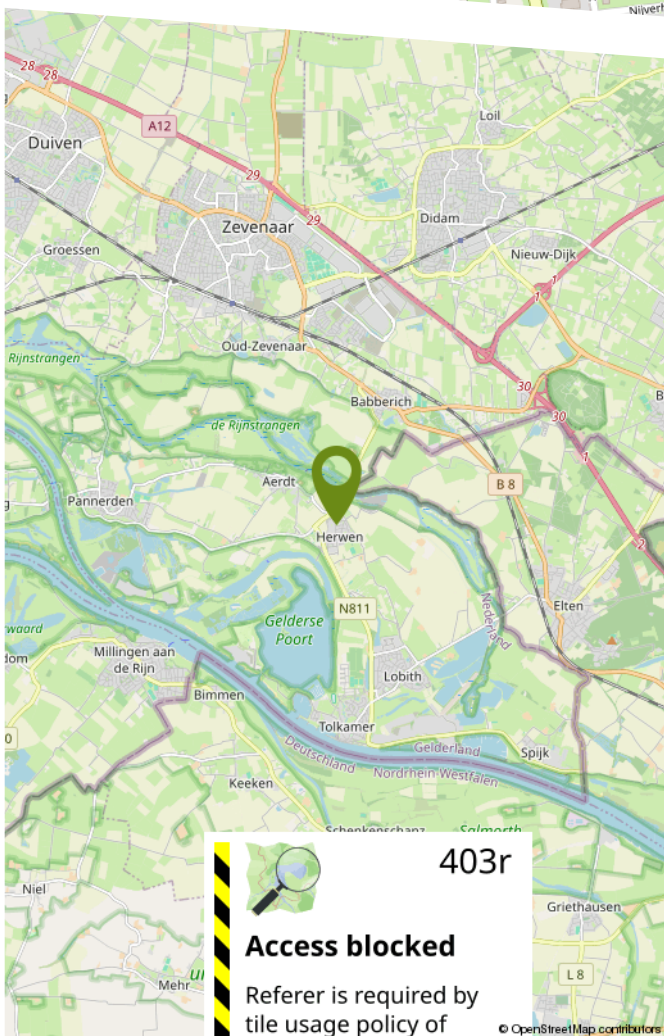 Nijverh
28
28
Duiven
A12
Loil
29
Zevenaar
29
Didam
Groessen
Nieuw-Dijk
1
1
Oud-Zevenaar
Rijnstrangen
30
Babberich
30
de Rijnstrangen
1
Aerdt
B 8
Pannerden
Herwen
2
N811
Elten
Nederland
Gelderse
Poort
waard
Millingen aan
de Rijn
dom
Lobith
Bimmen
Tolkamer
0
Deutschland
Gelderland
Spijk
Nordrhein-Westfalen
Keeken
Schenkenschanz
Salmorth
403r
Niel
Griethausen
Access blocked
L 8
Mehr
Referer is required by
tile usage policy of
© OpenStreetMap contributors